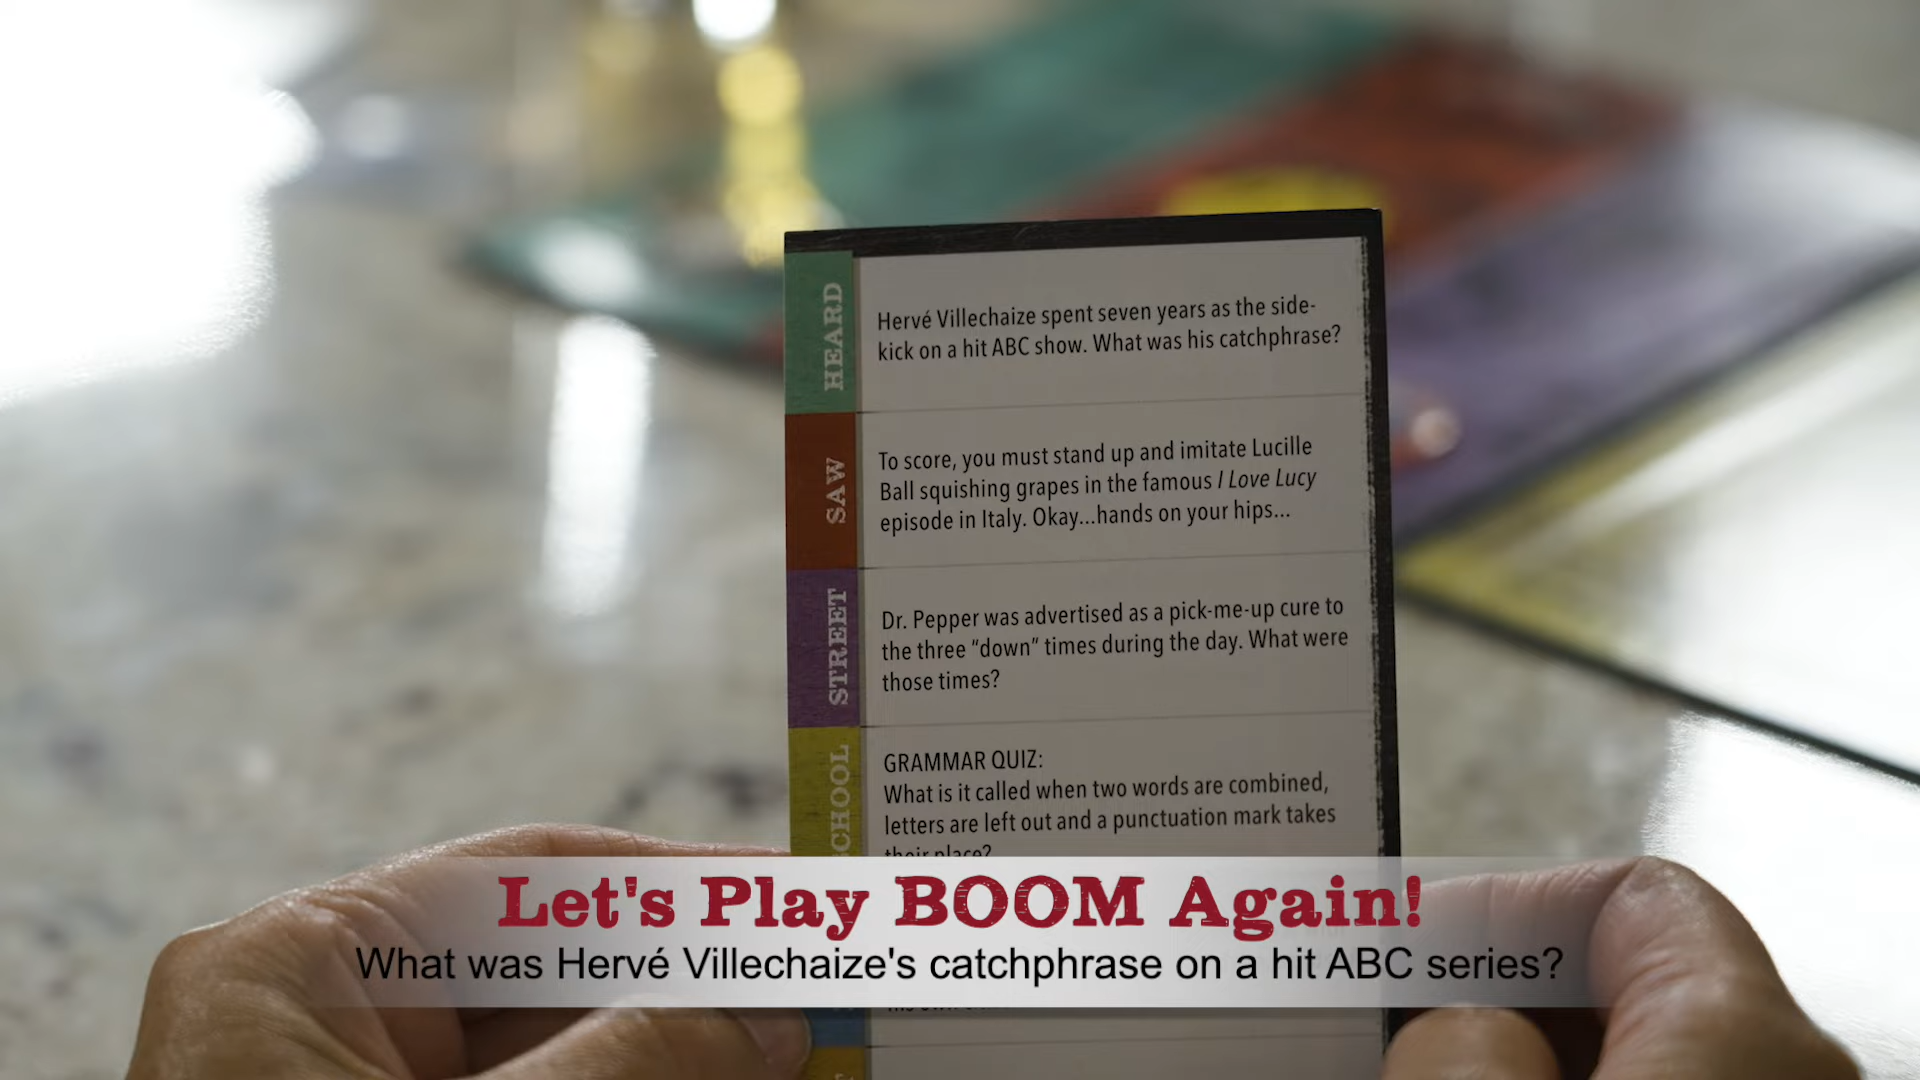 HEARD
Hervé Villechaize spent seven years as the side-
kick on a hit ABC show. What was his catchphrase?
SAW
To score, you must stand up and imitate Lucille
Ball squishing grapes in the famous I Love Lucy
episode in Italy. Okay...hands on your hips...
STREET
Dr. Pepper was advertised as a pick-me-up cure to
the three “down” times during the day. What were
those times?
CHOOL
GRAMMAR QUIZ:
What is it called when two words are combined,
letters are left out and a punctuation mark takes
their place?
Let's Play BOOM Again!
What was Hervé Villechaize's catchphrase on a hit ABC series?